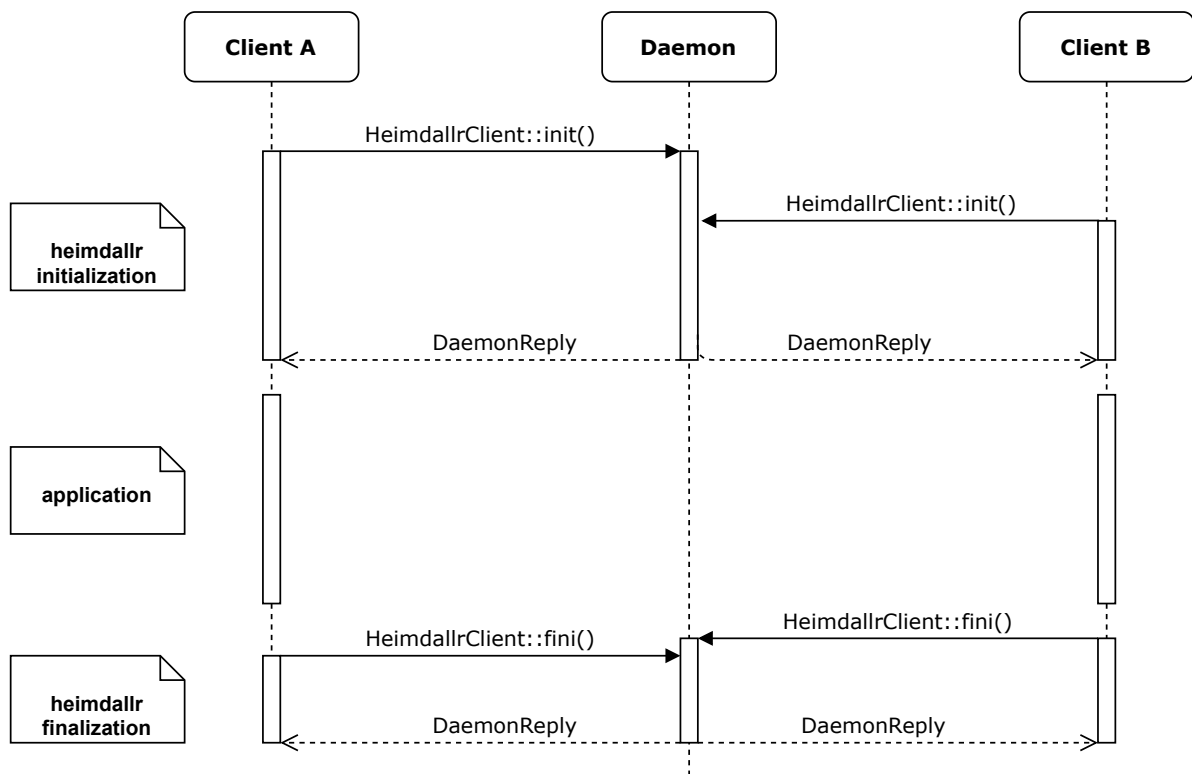 Client A
Daemon
Client B
HeimdallrClient::init()
HeimdallrClient::init()
heimdallr
initialization
DaemonReply
DaemonReply
application
HeimdallrClient::fini()
HeimdallrClient::fini()
heimdallr
finalization
DaemonReply
DaemonReply